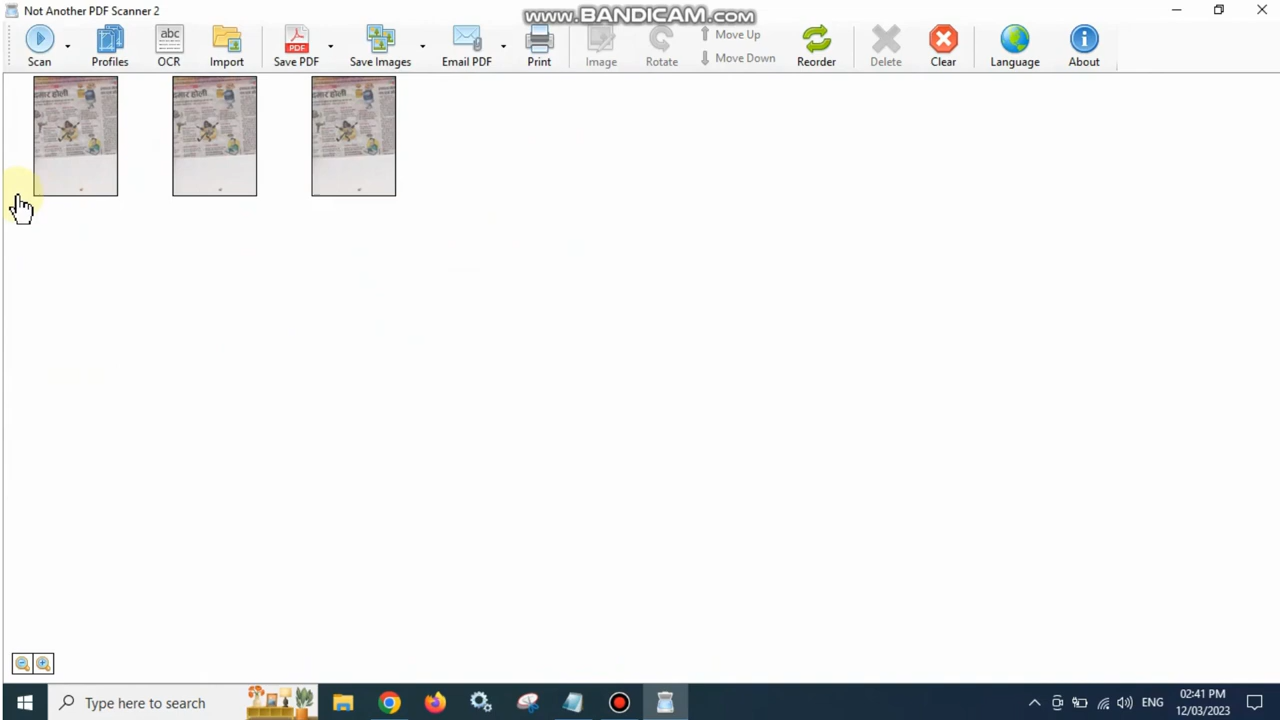 Not Another PDF Scanner 2
www.BANDICAM.com
Scan
Profiles
abc
OCR
Import
PDF
Save PDF
Save Images
Email PDF
Print
Image
Rotate
Move Up
Move Down
Reorder
Delete
Clear
Language
About
Type here to search
ENG
02:41 PM
12/03/2023